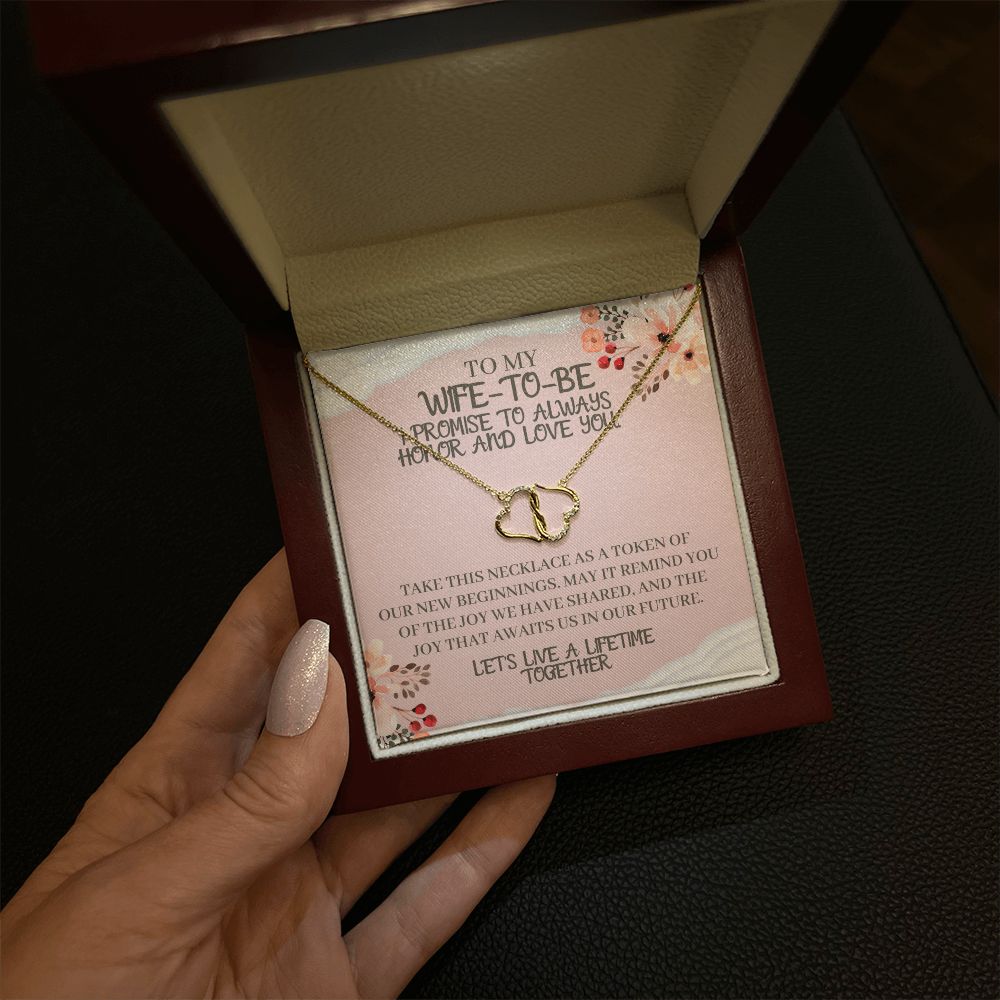 TO MY
WIFE-TO-BE
I PROMISE TO ALWAYS
HONOR AND LOVE YOU.
TAKE THIS NECKLACE AS A TOKEN OF
OUR NEW BEGINNINGS. MAY IT REMIND YOU
OF THE JOY WE HAVE SHARED, AND THE
JOY THAT AWAITS US IN OUR FUTURE.
LET'S LIVE A LIFETIME
TOGETHER